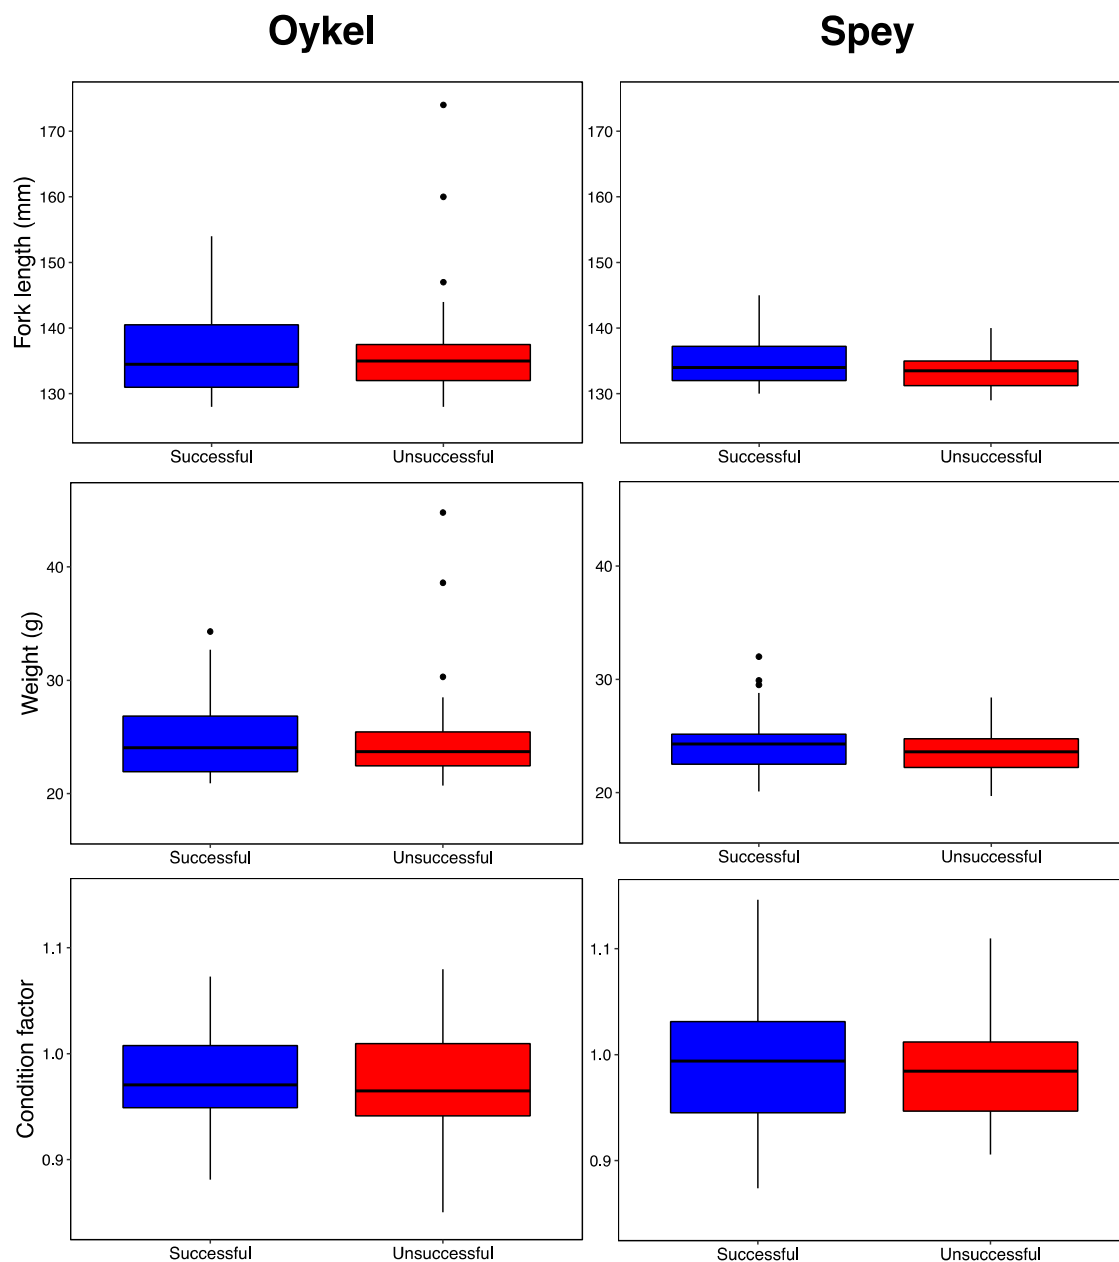 Oykel
Spey
Fork length (mm)
170
160
150
140
130
Successful
Unsuccessful
170
160
150
140
130
Successful
Unsuccessful
Weight (g)
40
30
20
Successful
Unsuccessful
40
30
20
Successful
Unsuccessful
Condition factor
1.1
1.0
0.9
Successful
Unsuccessful
1.1
1.0
0.9
Successful
Unsuccessful